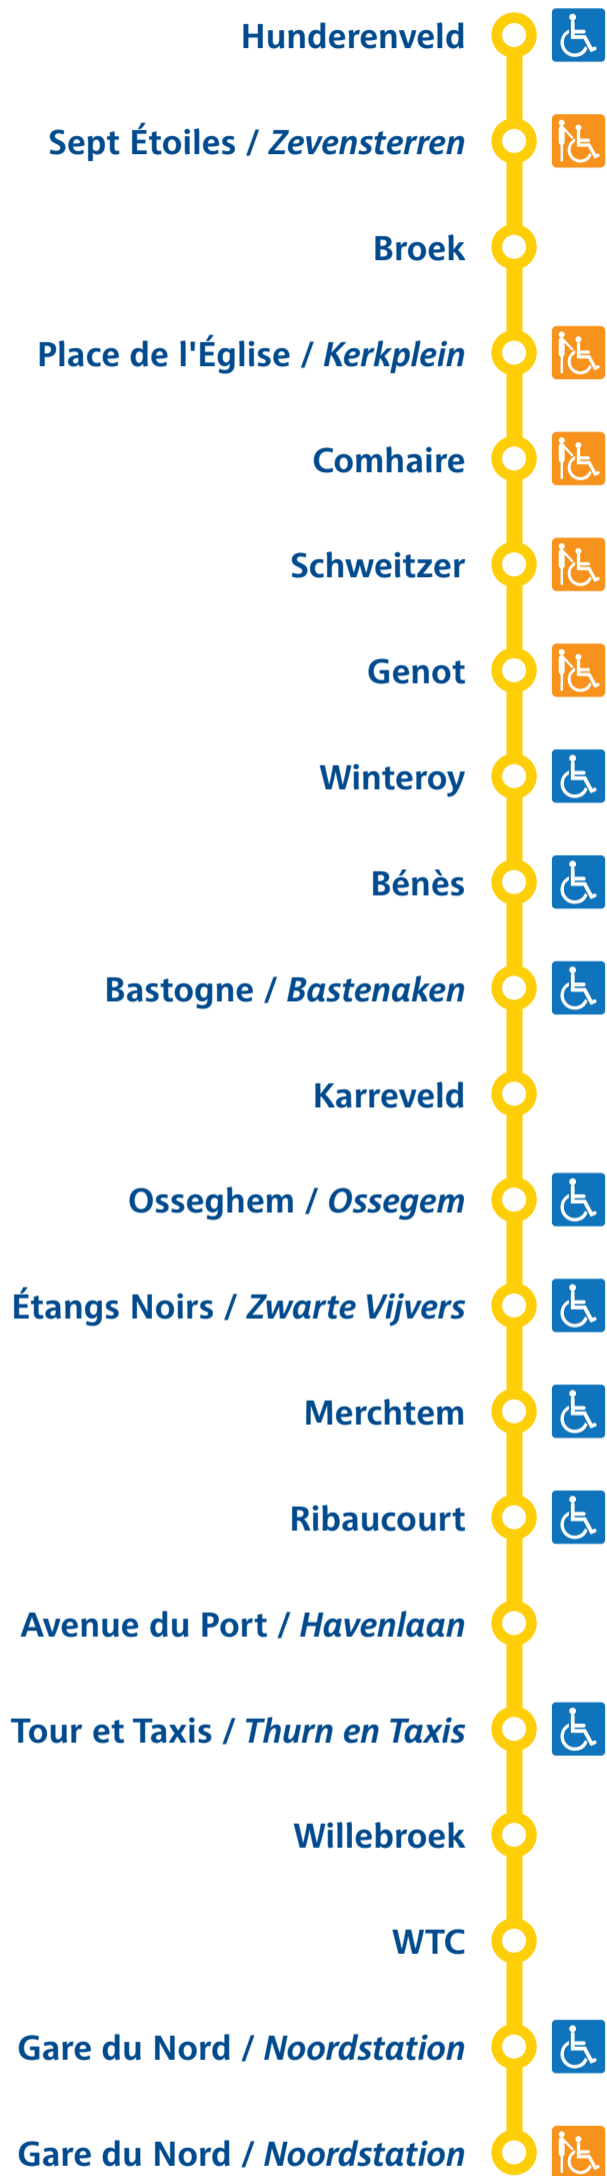 Hunderenveld
Sept Étoiles / Zevensterren
Broek
Place de l'Église / Kerkplein
Comhaire
Schweitzer
Genot
Winteroy
Bénès
Bastogne / Bastenaken
Karreveld
Osseghem / Ossegem
Étangs Noirs / Zwarte Vijvers
Merchtem
Ribaucourt
Avenue du Port / Havenlaan
Tour et Taxis / Thurn en Taxis
Willebroek
WTC
Gare du Nord / Noordstation
Gare du Nord / Noordstation